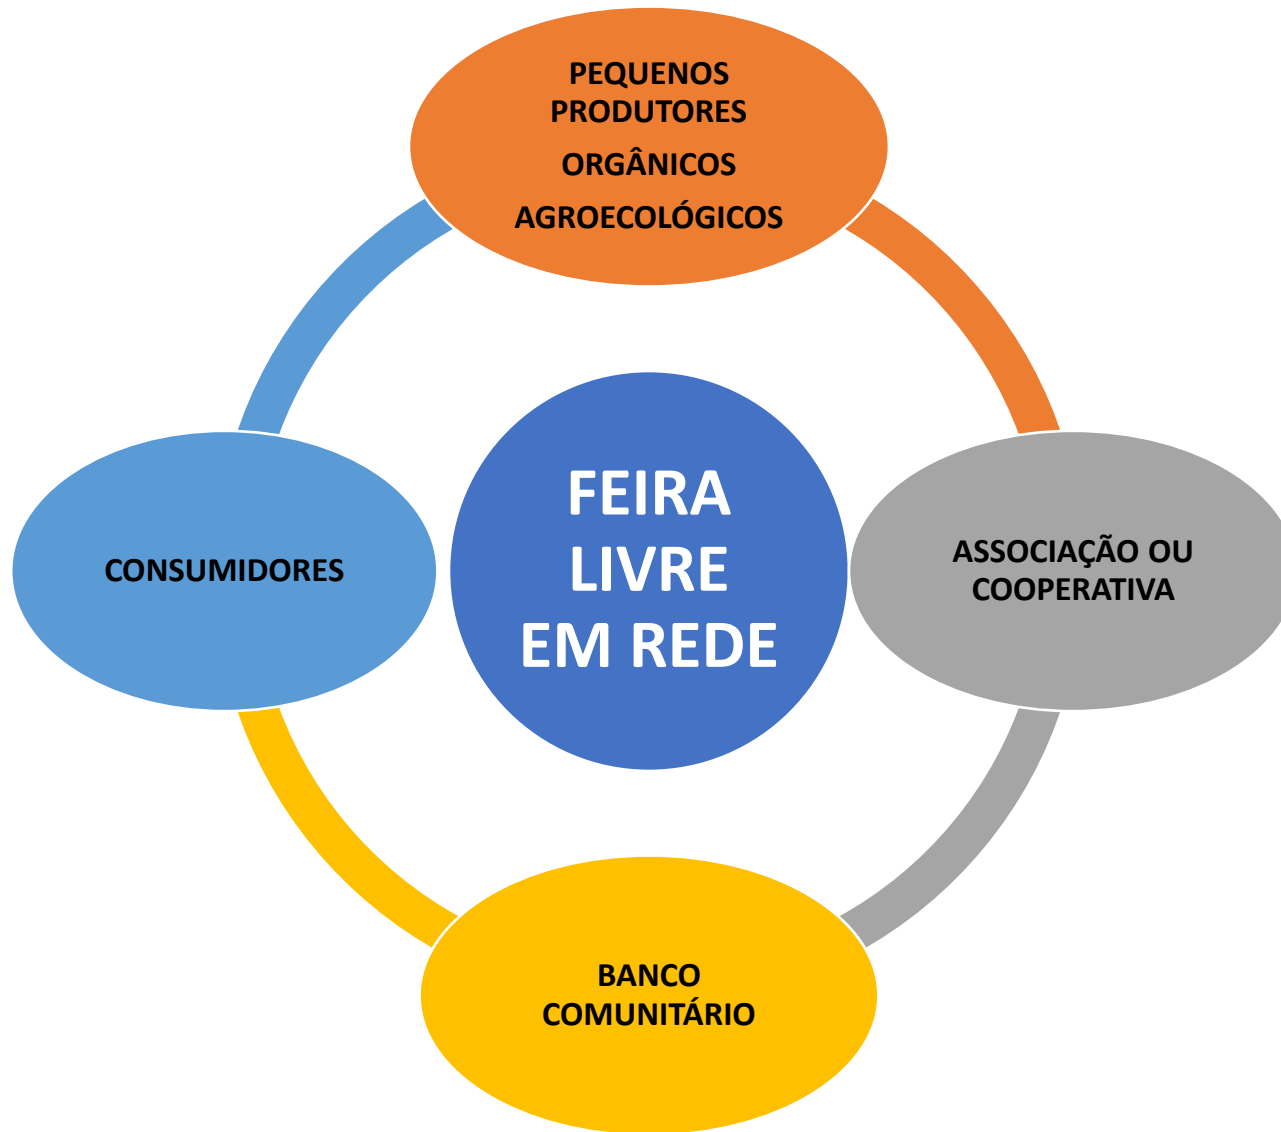 PEQUENOS
PRODUTORES
ORGÂNICOS
AGROECOLÓGICOS
FEIRA
LIVRE
EM REDE
CONSUMIDORES
ASSOCIAÇÃO OU
COOPERATIVA
BANCO
COMUNITÁRIO